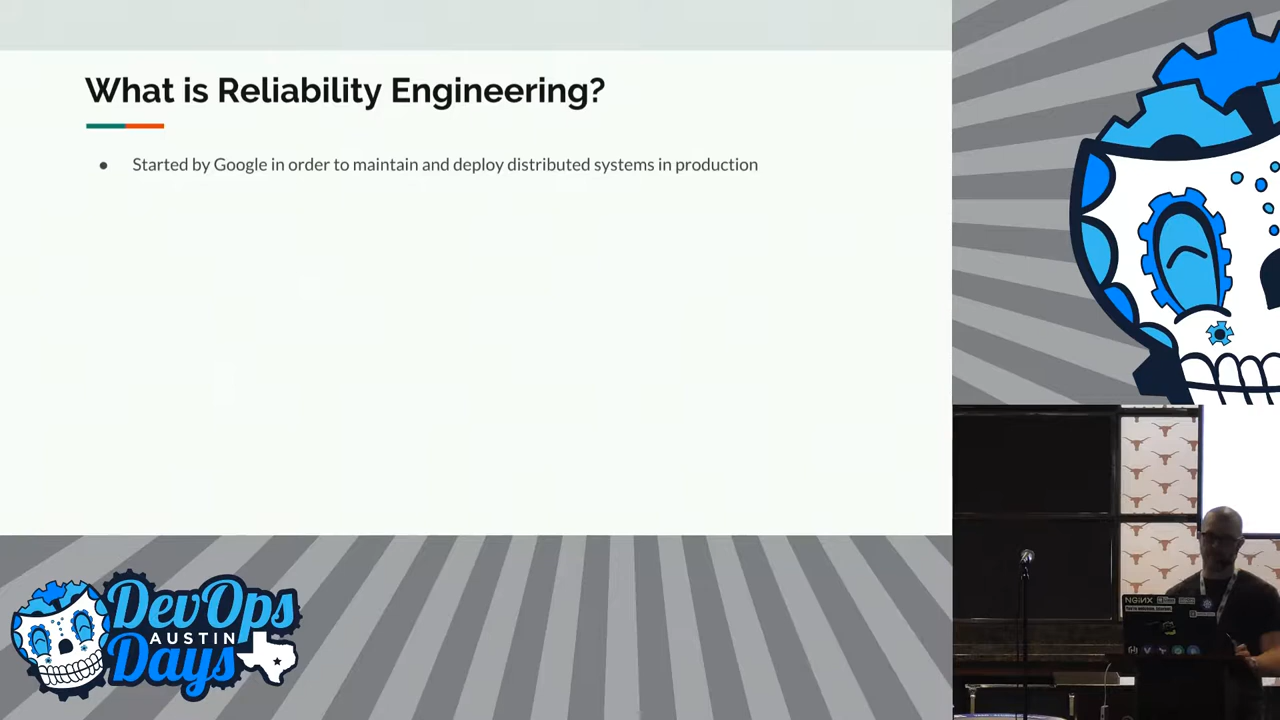 What is Reliability Engineering?
● Started by Google in order to maintain and deploy distributed systems in production
DevOps
AUSTIN
Days
NGINX